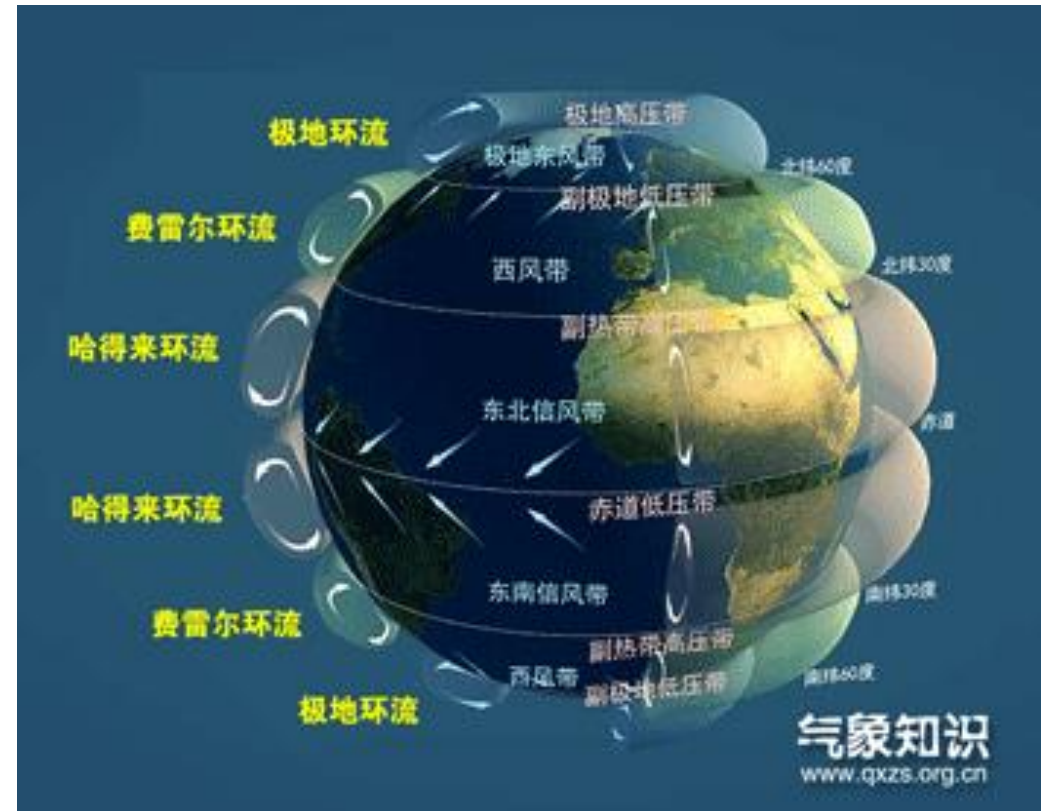 极地高压带
极地环流
极地东风带
北纬60度
副极地低压带
费雷尔环流
西风带
北纬30度
副热带高压带
哈得来环流
东北信风带
赤道
哈得来环流
赤道低压带
东南信风带
南纬30度
费雷尔环流
副热带高压带
西风带
南纬60度
副极地低压带
极地环流
气象知识
www.qxzs.org.cn